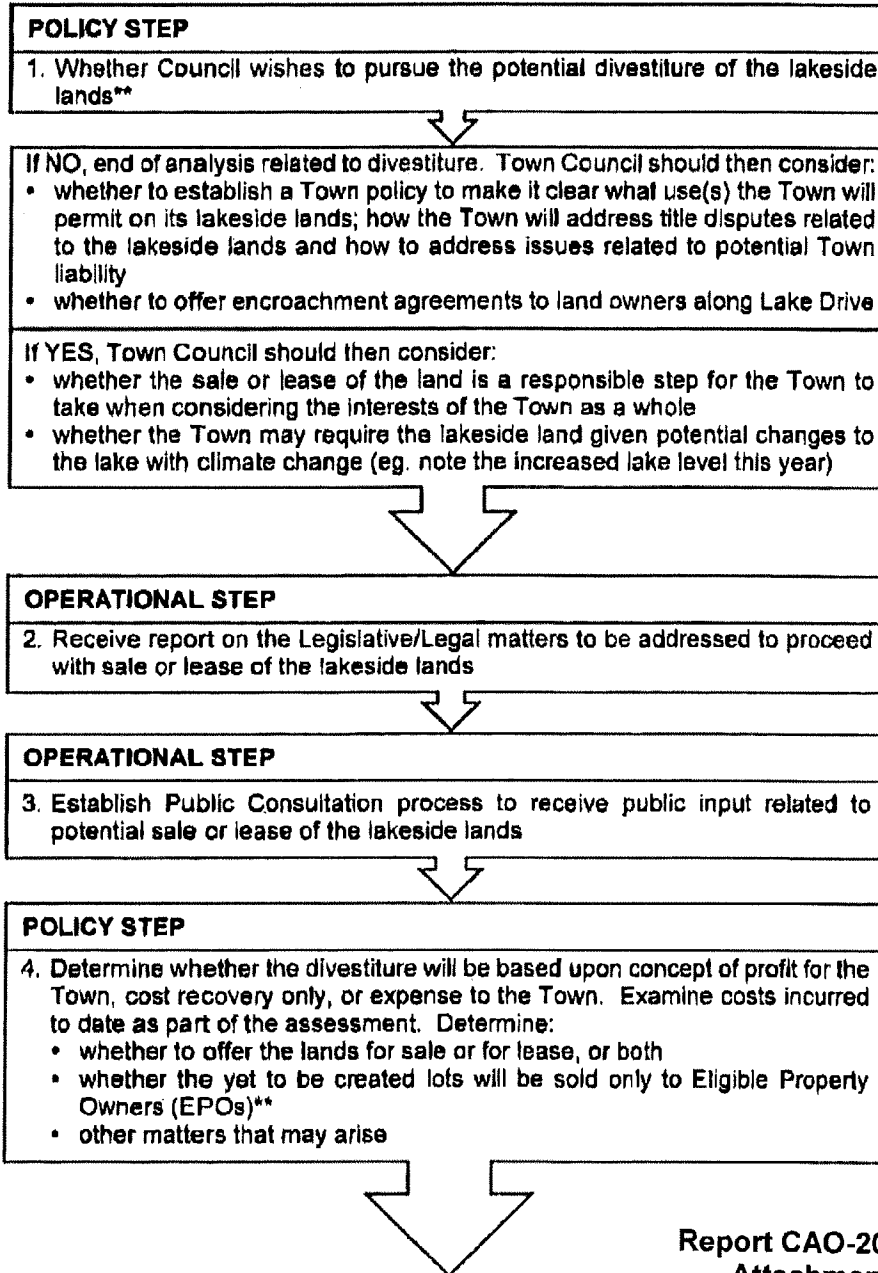 POLICY STEP
1. Whether Council wishes to pursue the potential divestiture of the lakeside
lands**
If NO, end of analysis related to divestiture. Town Council should then consider:
• whether to establish a Town policy to make it clear what use(s) the Town will
permit on its lakeside lands; how the Town will address title disputes related
to the lakeside lands and how to address issues related to potential Town
liability
• whether to offer encroachment agreements to land owners along Lake Drive
If YES, Town Council should then consider:
• whether the sale or lease of the land is a responsible step for the Town to
take when considering the interests of the Town as a whole
• whether the Town may require the lakeside land given potential changes to
the lake with climate change (eg. note the increased lake level this year)
OPERATIONAL STEP
2. Receive report on the Legislative/Legal matters to be addressed to proceed
with sale or lease of the lakeside lands
OPERATIONAL STEP
3. Establish Public Consultation process to receive public input related to
potential sale or lease of the lakeside lands
POLICY STEP
4. Determine whether the divestiture will be based upon concept of profit for the
Town, cost recovery only, or expense to the Town. Examine costs incurred
to date as part of the assessment. Determine:
• whether to offer the lands for sale or for lease, or both
• whether the yet to be created lots will be sold only to Eligible Property
Owners (EPOs)**
• other matters that may arise
Report CAO-20